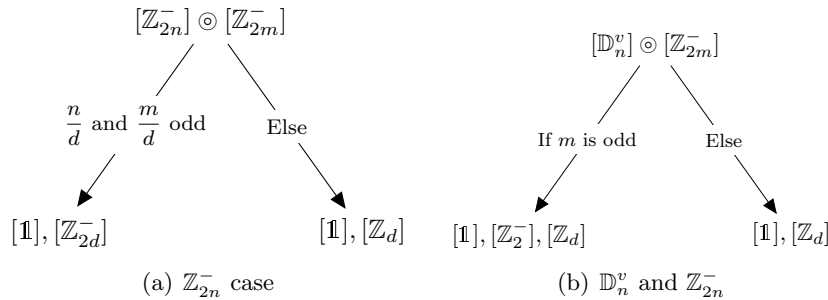 [ℤ⁻₂ₙ] ⊚ [ℤ⁻₂ₘ]
n/d and m/d odd
Else
[𝟙], [ℤ⁻₂d]
[𝟙], [ℤd]
(a) ℤ⁻₂ₙ case
[𝔻ᵛₙ] ⊚ [ℤ⁻₂ₘ]
If m is odd
Else
[𝟙], [ℤ⁻₂], [ℤd]
[𝟙], [ℤd]
(b) 𝔻ᵛₙ and ℤ⁻₂ₙ